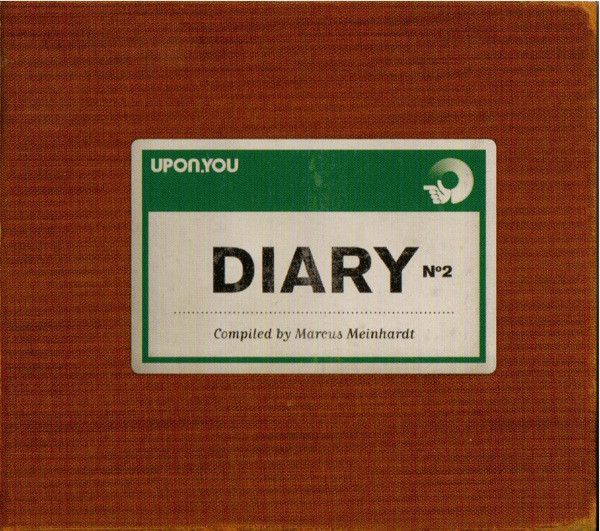 UPON.YOU
DIARY Nº2
Compiled by Marcus Meinhardt